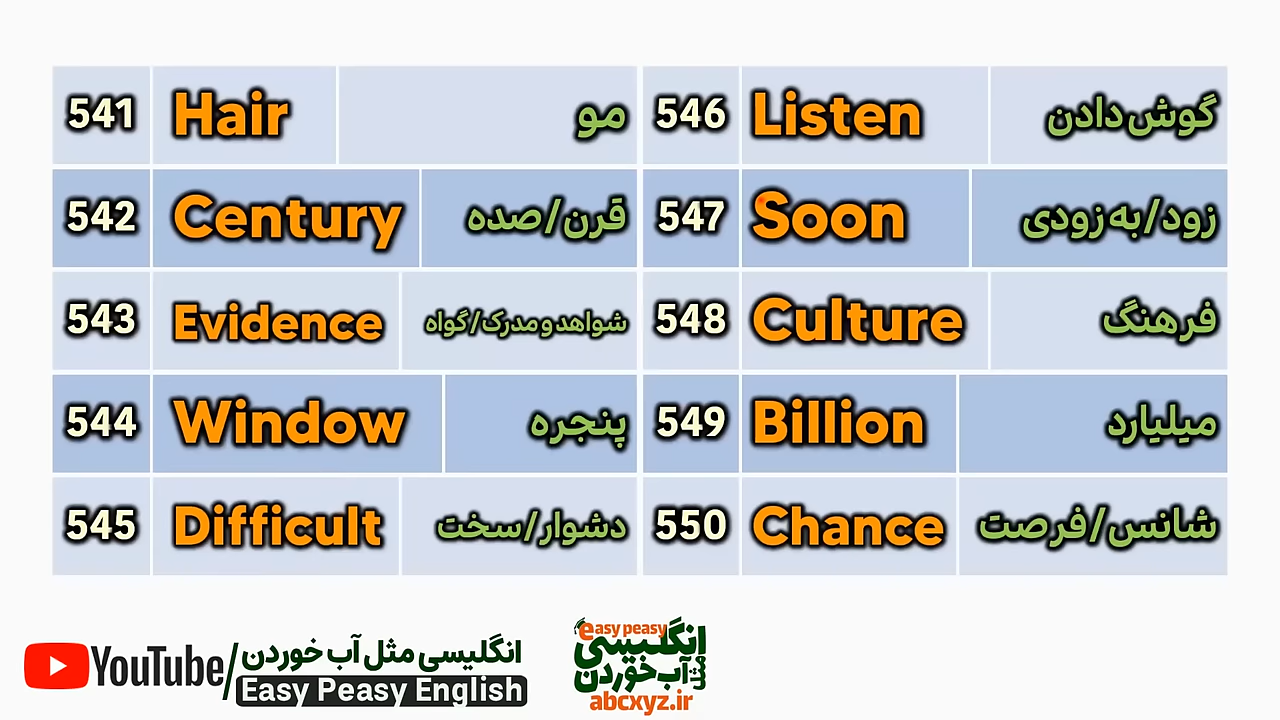 541 Hair مو
542 Century قرن/صده
543 Evidence شواهد و مدرک/گواه
544 Window پنجره
545 Difficult دشوار/سخت
546 Listen گوش دادن
547 Soon زود/به زودی
548 Culture فرهنگ
549 Billion میلیارد
550 Chance شانس/فرصت
YouTube/انگلیسی مثل آب خوردن
Easy Peasy English
easy peasy
انگلیسی
مثل آب خوردن
abcxyz.ir